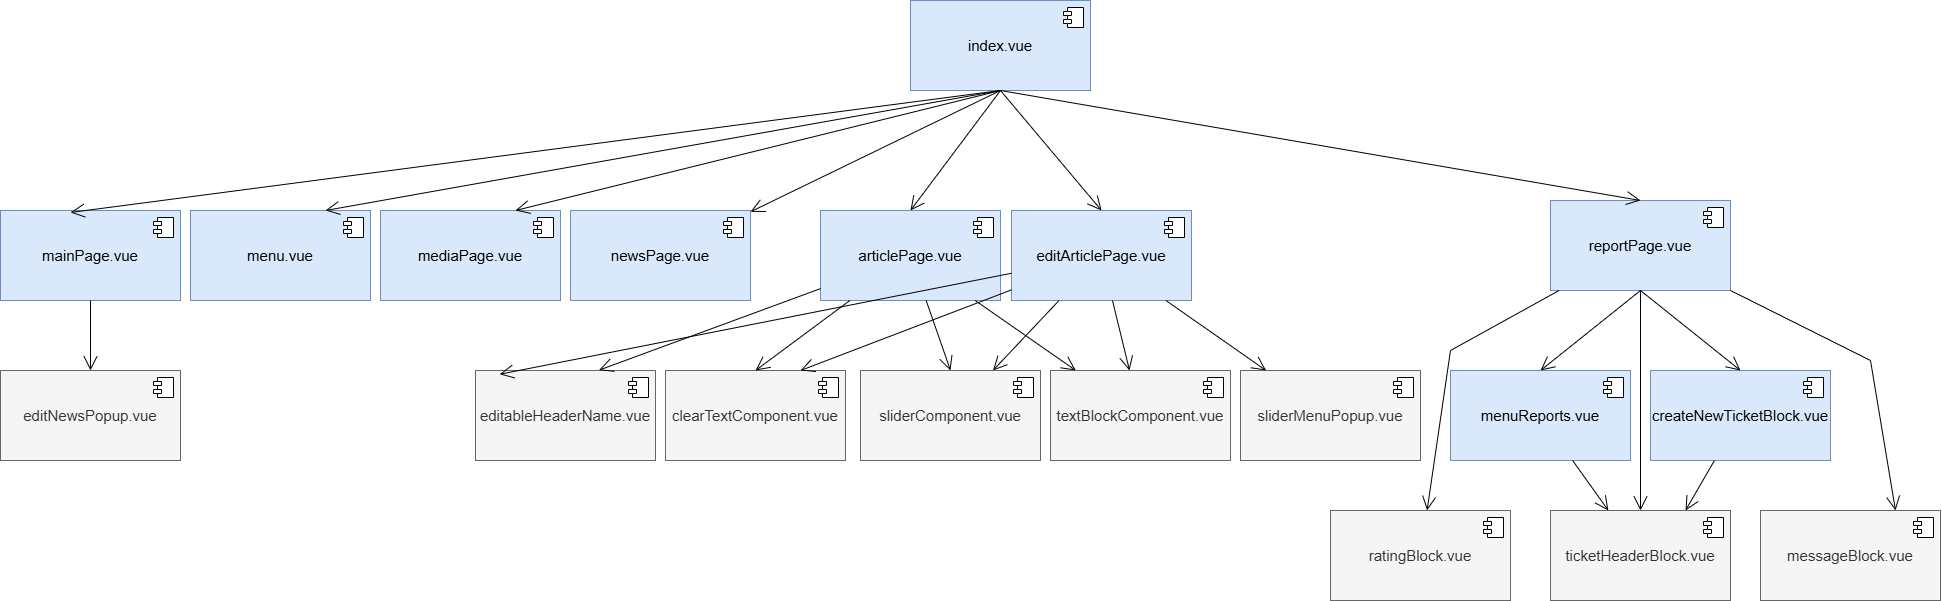 index.vue
mainPage.vue
menu.vue
mediaPage.vue
newsPage.vue
articlePage.vue
editArticlePage.vue
reportPage.vue
editNewsPopup.vue
editableHeaderName.vue
clearTextComponent.vue
sliderComponent.vue
textBlockComponent.vue
sliderMenuPopup.vue
menuReports.vue
createNewTicketBlock.vue
ratingBlock.vue
ticketHeaderBlock.vue
messageBlock.vue